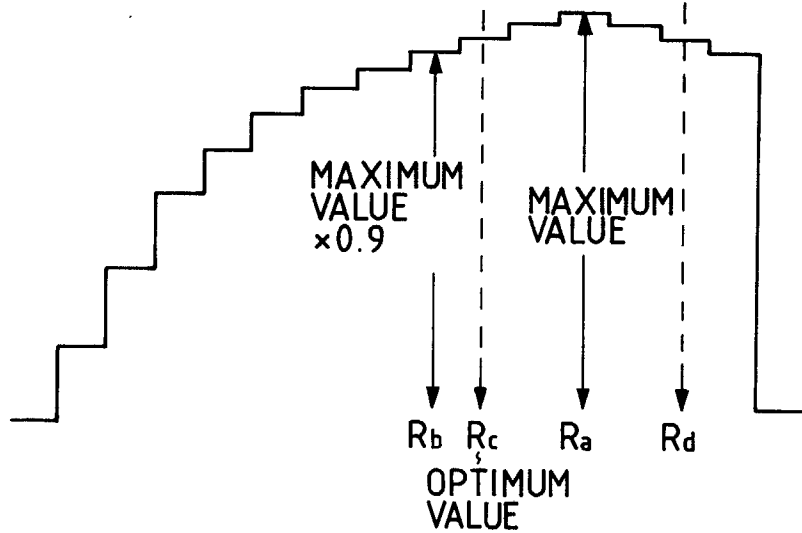 MAXIMUM
VALUE
×0.9
MAXIMUM
VALUE
Rb Rc Ra Rd
OPTIMUM
VALUE